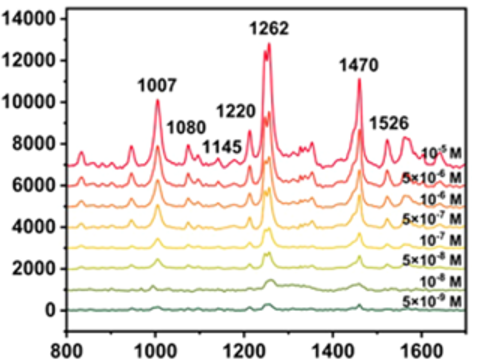 14000
12000
10000
8000
6000
4000
2000
0
1262
1007
1470
1220
1080
1145
1526
10⁻⁵ M
5×10⁻⁶ M
10⁻⁶ M
5×10⁻⁷ M
10⁻⁷ M
5×10⁻⁸ M
10⁻⁸ M
5×10⁻⁹ M
800 1000 1200 1400 1600